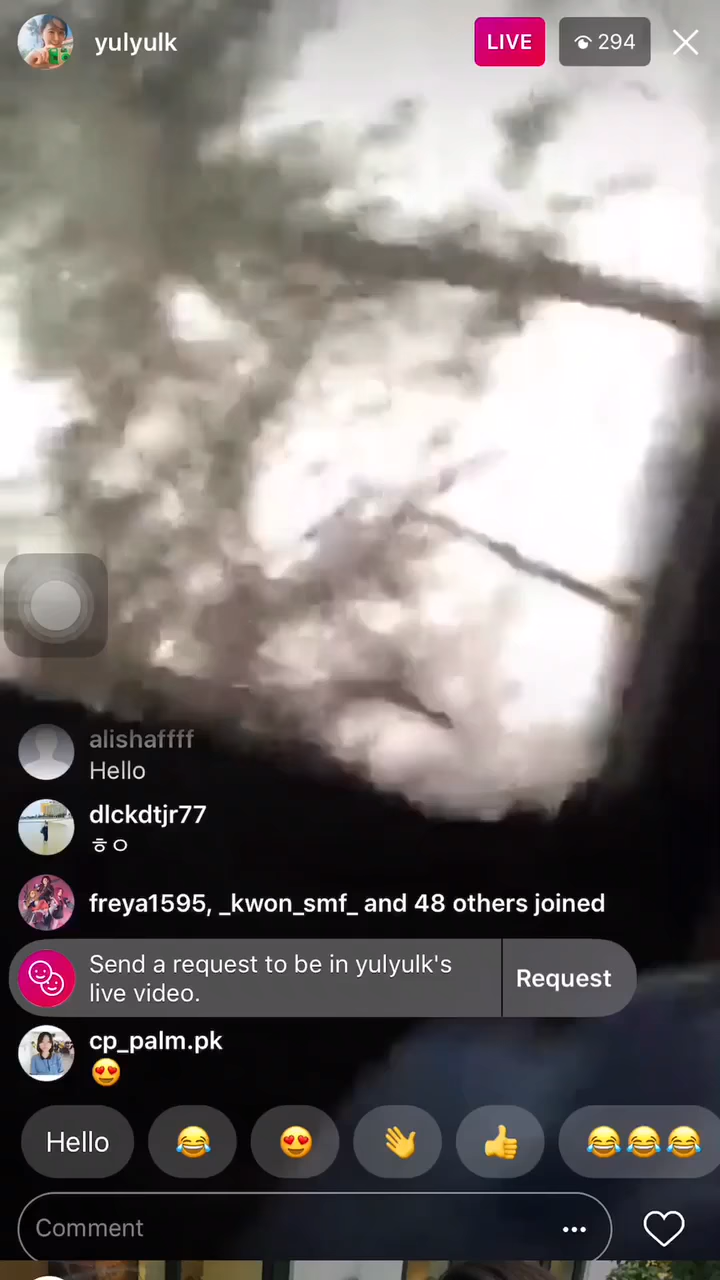 yulyulk
LIVE
294
alishaffff
Hello
dlckdtjr77
ㅎㅇ
freya1595, _kwon_smf_ and 48 others joined
Send a request to be in yulyulk's
live video.
Request
cp_palm.pk
😍
Hello 😂 😍 👋 👍 😂😂😂
Comment